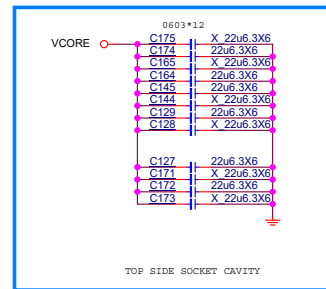 0603*12
VCORE
C175 X_22u6.3X6
C174 22u6.3X6
C165 X_22u6.3X6
C164 22u6.3X6
C145 22u6.3X6
C144 X_22u6.3X6
C129 22u6.3X6
C128 X_22u6.3X6
C127 22u6.3X6
C171 X_22u6.3X6
C172 22u6.3X6
C173 X_22u6.3X6
TOP SIDE SOCKET CAVITY